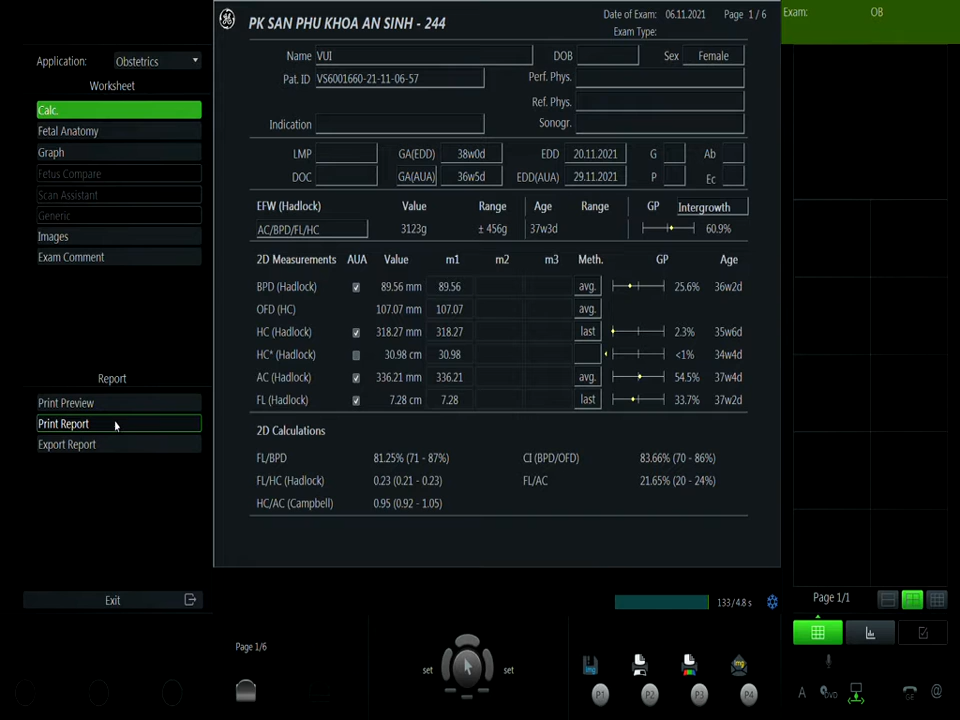 Application: Obstetrics
Worksheet
Calc.
Fetal Anatomy
Graph
Fetus Compare
Scan Assistant
Generic
Images
Exam Comment
Report
Print Preview
Print Report
Export Report
Exit
PK SAN PHU KHOA AN SINH - 244
Date of Exam: 06.11.2021 Page 1 / 6
Exam Type:
Name VUI DOB Sex Female
Pat. ID VS6001660-21-11-06-57 Perf. Phys.
Ref. Phys.
Indication Sonogr.
LMP GA(EDD) 38w0d EDD 20.11.2021 G Ab
DOC GA(AUA) 36w5d EDD(AUA) 29.11.2021 P Ec
EFW (Hadlock) Value Range Age Range GP Intergrowth
AC/BPD/FL/HC 3123g ± 456g 37w3d 60.9%
2D Measurements AUA Value m1 m2 m3 Meth. GP Age
BPD (Hadlock) 89.56 mm 89.56 avg. 25.6% 36w2d
OFD (HC) 107.07 mm 107.07 avg.
HC (Hadlock) 318.27 mm 318.27 last 2.3% 35w6d
HC* (Hadlock) 30.98 cm 30.98 <1% 34w4d
AC (Hadlock) 336.21 mm 336.21 avg. 54.5% 37w4d
FL (Hadlock) 7.28 cm 7.28 last 33.7% 37w2d
2D Calculations
FL/BPD 81.25% (71 - 87%) CI (BPD/OFD) 83.66% (70 - 86%)
FL/HC (Hadlock) 0.23 (0.21 - 0.23) FL/AC 21.65% (20 - 24%)
HC/AC (Campbell) 0.95 (0.92 - 1.05)
Exam: OB
133/4.8 s
Page 1/1
Page 1/6
set set
img
P1 P2 P3 P4
A DVD @